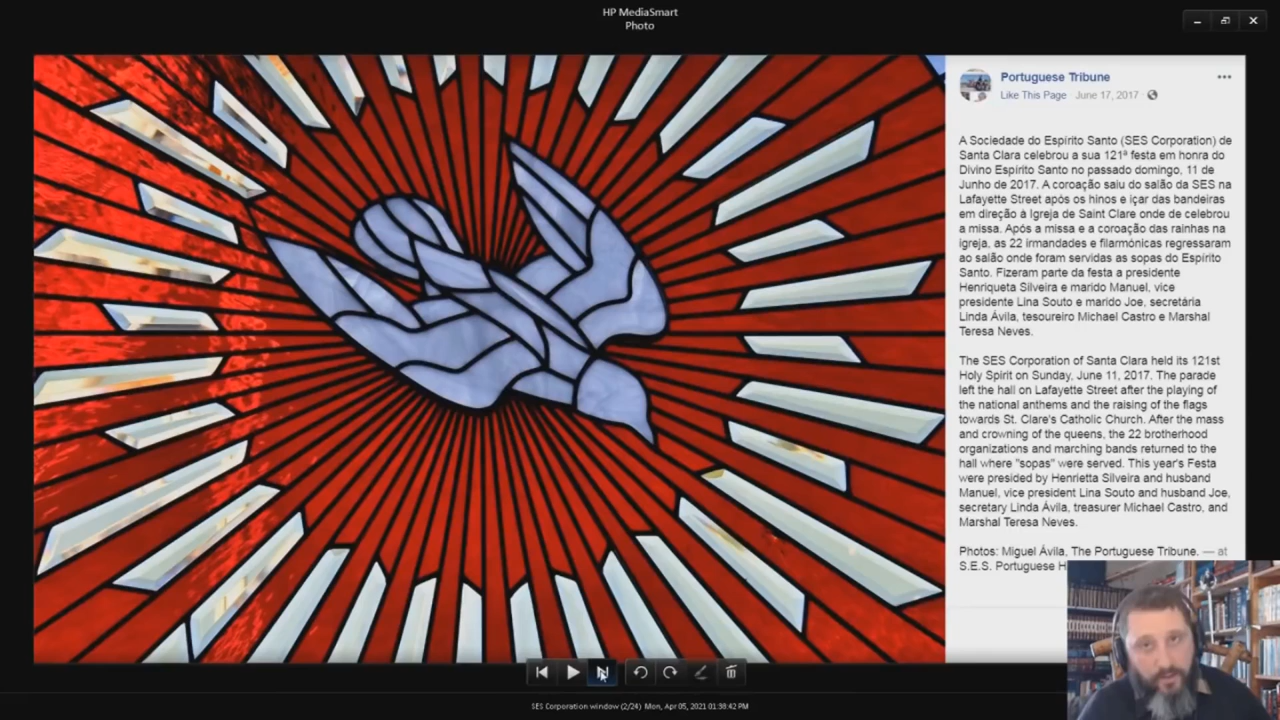 HP MediaSmart
Photo
Portuguese Tribune
Like This Page June 17, 2017
A Sociedade do Espírito Santo (SES Corporation) de
Santa Clara celebrou a sua 121ª festa em honra do
Divino Espírito Santo no passado domingo, 11 de
Junho de 2017. A coroação saiu do salão da SES na
Lafayette Street após os hinos e içar das bandeiras
em direção à Igreja de Saint Clare onde de celebrou
a missa. Após a missa e a coroação das rainhas na
igreja, as 22 irmandades e filarmónicas regressaram
ao salão onde foram servidas as sopas do Espírito
Santo. Fizeram parte da festa a presidente
Henriqueta Silveira e marido Manuel, vice
presidente Lina Souto e marido Joe, secretária
Linda Ávila, tesoureiro Michael Castro e Marshal
Teresa Neves.
The SES Corporation of Santa Clara held its 121st
Holy Spirit on Sunday, June 11, 2017. The parade
left the hall on Lafayette Street after the playing of
the national anthems and the raising of the flags
towards St. Clare's Catholic Church. After the mass
and crowning of the queens, the 22 brotherhood
organizations and marching bands returned to the
hall where "sopas" were served. This year's Festa
were presided by Henrietta Silveira and husband
Manuel, vice president Lina Souto and husband Joe,
secretary Linda Ávila, treasurer Michael Castro, and
Marshal Teresa Neves.
Photos: Miguel Ávila, The Portuguese Tribune. — at
S.E.S. Portuguese H
SES Corporation window (2/24) Mon, Apr 05, 2021 01:38:42 PM